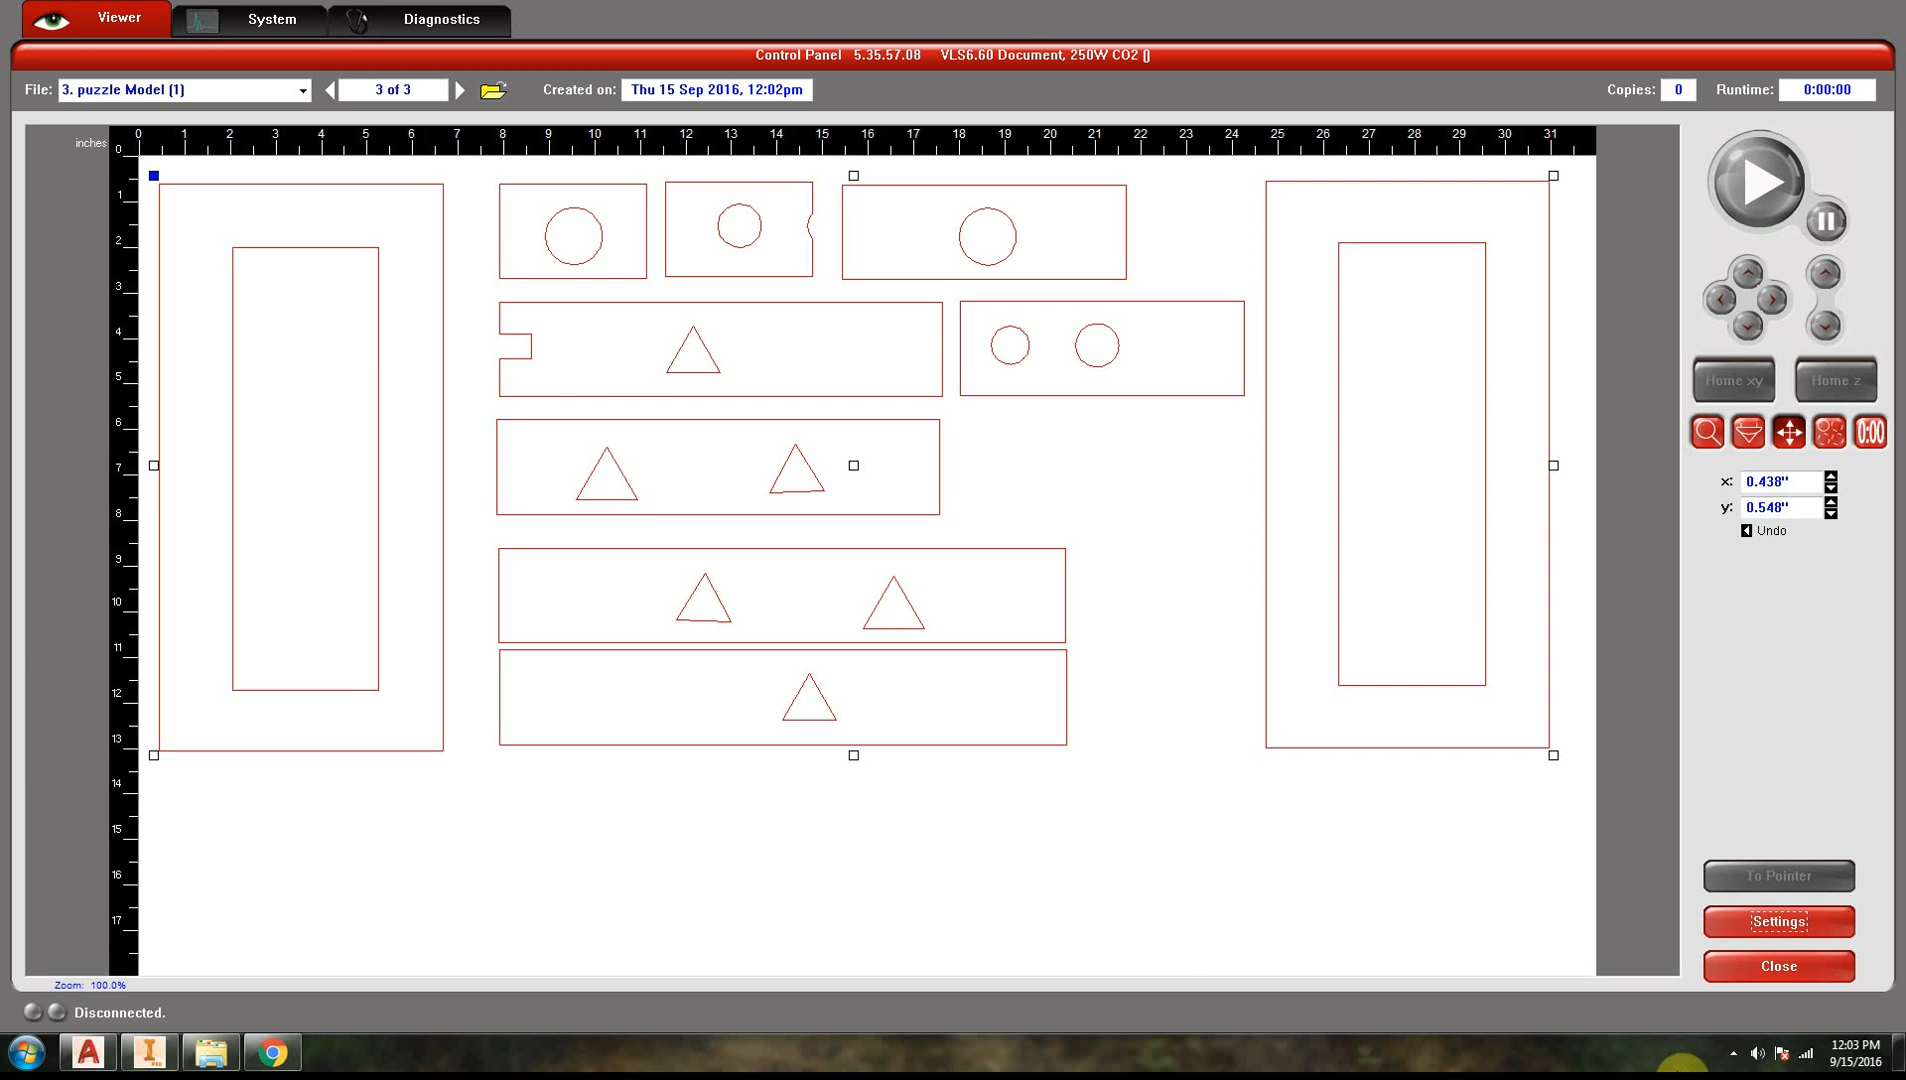 Viewer
System
Diagnostics
Control Panel 5.35.57.08 VLS6.60 Document, 250W CO2 ()
File: 3. puzzle Model (1)
3 of 3
Created on: Thu 15 Sep 2016, 12:02pm
Copies: 0
Runtime: 0:00:00
inches
0 1 2 3 4 5 6 7 8 9 10 11 12 13 14 15 16 17 18 19 20 21 22 23 24 25 26 27 28 29 30 31
0
1
2
3
4
5
6
7
8
9
10
11
12
13
14
15
16
17
Home xy
Home z
0:00
x: 0.438"
y: 0.548"
Undo
To Pointer
Settings
Close
Zoom: 100.0%
Disconnected.
12:03 PM
9/15/2016